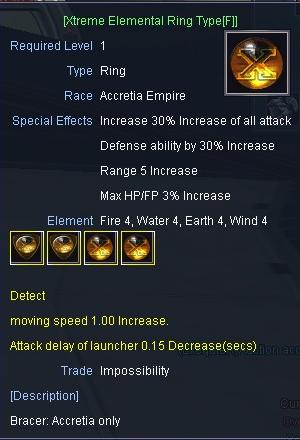 [Xtreme Elemental Ring Type[F]]
Required Level 1
Type Ring
Race Accretia Empire
Special Effects Increase 30% Increase of all attack
Defense ability by 30% Increase
Range 5 Increase
Max HP/FP 3% Increase
Element Fire 4, Water 4, Earth 4, Wind 4
Detect
moving speed 1.00 Increase.
Attack delay of launcher 0.15 Decrease(secs)
Trade Impossibility
[Description]
Bracer: Accretia only